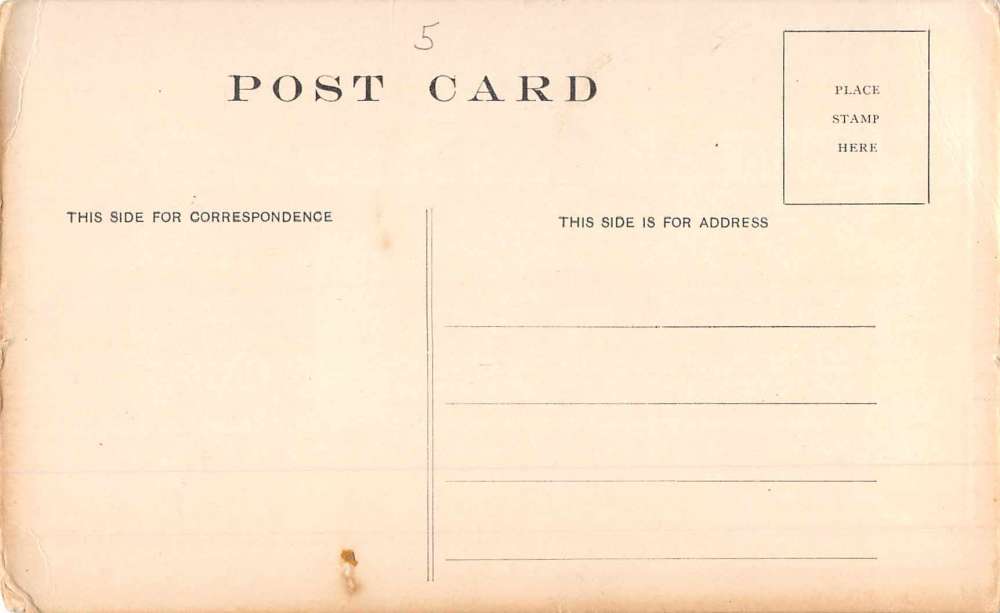 5
POST CARD
PLACE
STAMP
HERE
THIS SIDE FOR CORRESPONDENCE
THIS SIDE IS FOR ADDRESS